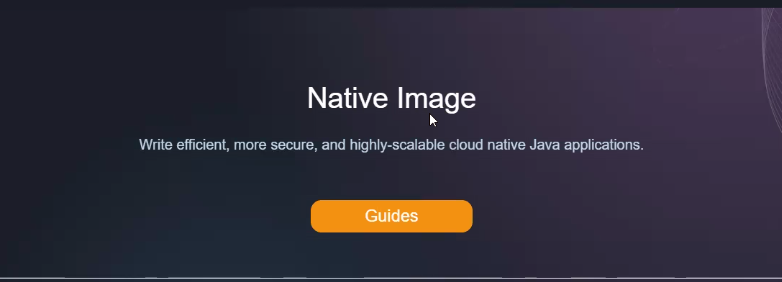 Native Image
Write efficient, more secure, and highly-scalable cloud native Java applications.
Guides